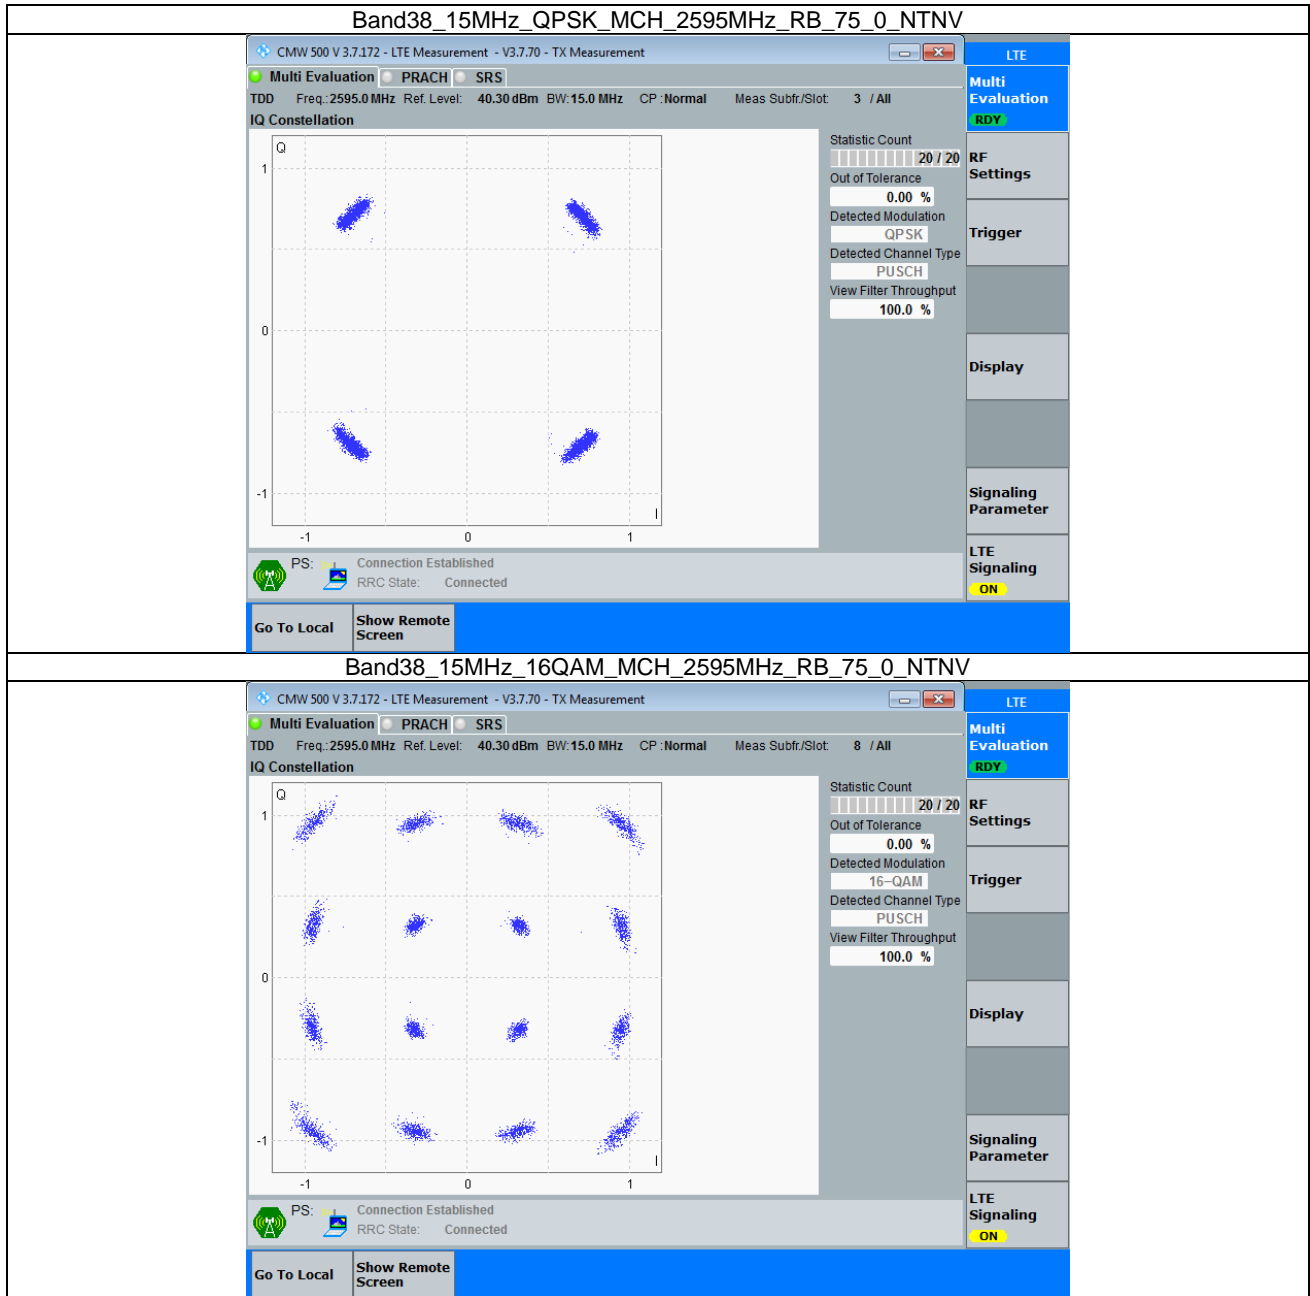 Band38_15MHz_QPSK_MCH_2595MHz_RB_75_0_NTNV
CMW 500 V 3.7.172 - LTE Measurement - V3.7.70 - TX Measurement
LTE
Multi Evaluation PRACH SRS
TDD Freq.: 2595.0 MHz Ref. Level: 40.30 dBm BW: 15.0 MHz CP : Normal Meas Subfr./Slot: 3 / All
IQ Constellation
Q
1
0
-1
I
-1 0 1
Statistic Count
20 / 20
Out of Tolerance
0.00 %
Detected Modulation
QPSK
Detected Channel Type
PUSCH
View Filter Throughput
100.0 %
Multi
Evaluation
RDY
RF
Settings
Trigger
Display
Signaling
Parameter
LTE
Signaling
ON
PS: Connection Established
RRC State: Connected
Go To Local
Show Remote
Screen
Band38_15MHz_16QAM_MCH_2595MHz_RB_75_0_NTNV
CMW 500 V 3.7.172 - LTE Measurement - V3.7.70 - TX Measurement
LTE
Multi Evaluation PRACH SRS
TDD Freq.: 2595.0 MHz Ref. Level: 40.30 dBm BW: 15.0 MHz CP : Normal Meas Subfr./Slot: 8 / All
IQ Constellation
Q
1
0
-1
I
-1 0 1
Statistic Count
20 / 20
Out of Tolerance
0.00 %
Detected Modulation
16-QAM
Detected Channel Type
PUSCH
View Filter Throughput
100.0 %
Multi
Evaluation
RDY
RF
Settings
Trigger
Display
Signaling
Parameter
LTE
Signaling
ON
PS: Connection Established
RRC State: Connected
Go To Local
Show Remote
Screen